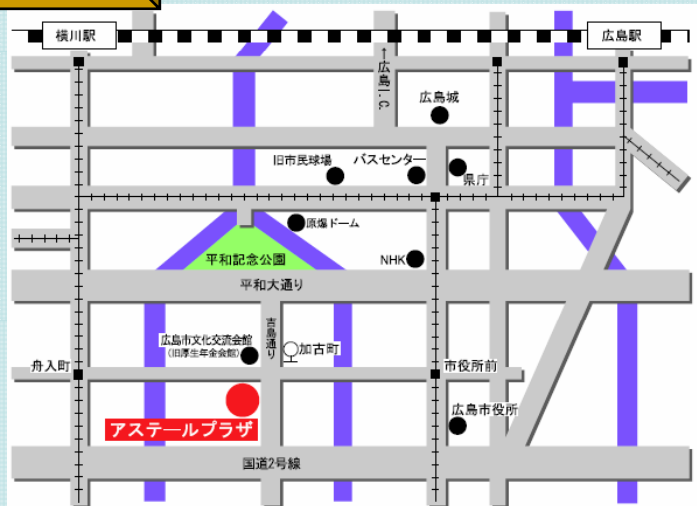 横川駅
広島駅
←広島I.C.
広島城
旧市民球場
バスセンター
県庁
原爆ドーム
平和記念公園
NHK
平和大通り
吉島通り
広島市文化交流会館
(旧厚生年金会館)
加古町
舟入町
市役所前
アステールプラザ
広島市役所
国道2号線